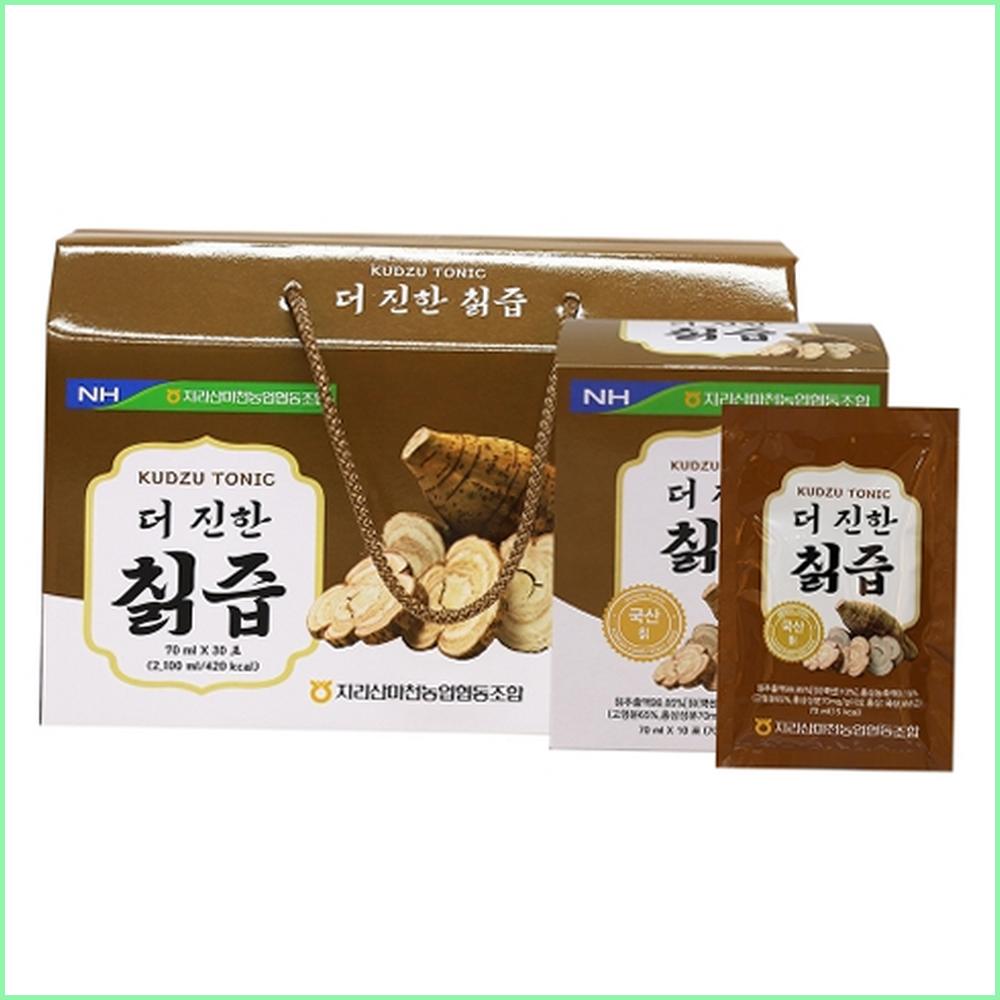 KUDZU TONIC
더 진한 칡즙
NH 지리산마천농업협동조합
KUDZU TONIC
더 진한
칡즙
70 ml X 30 포
(2,100 ml/420 kcal)
지리산마천농업협동조합
칡즙
NH 지리산마천농업협동조합
KUDZU
더
칡
국산
칡
70 ml X 10 포
KUDZU TONIC
더 진한
칡즙
국산
칡
지리산마천농업협동조합